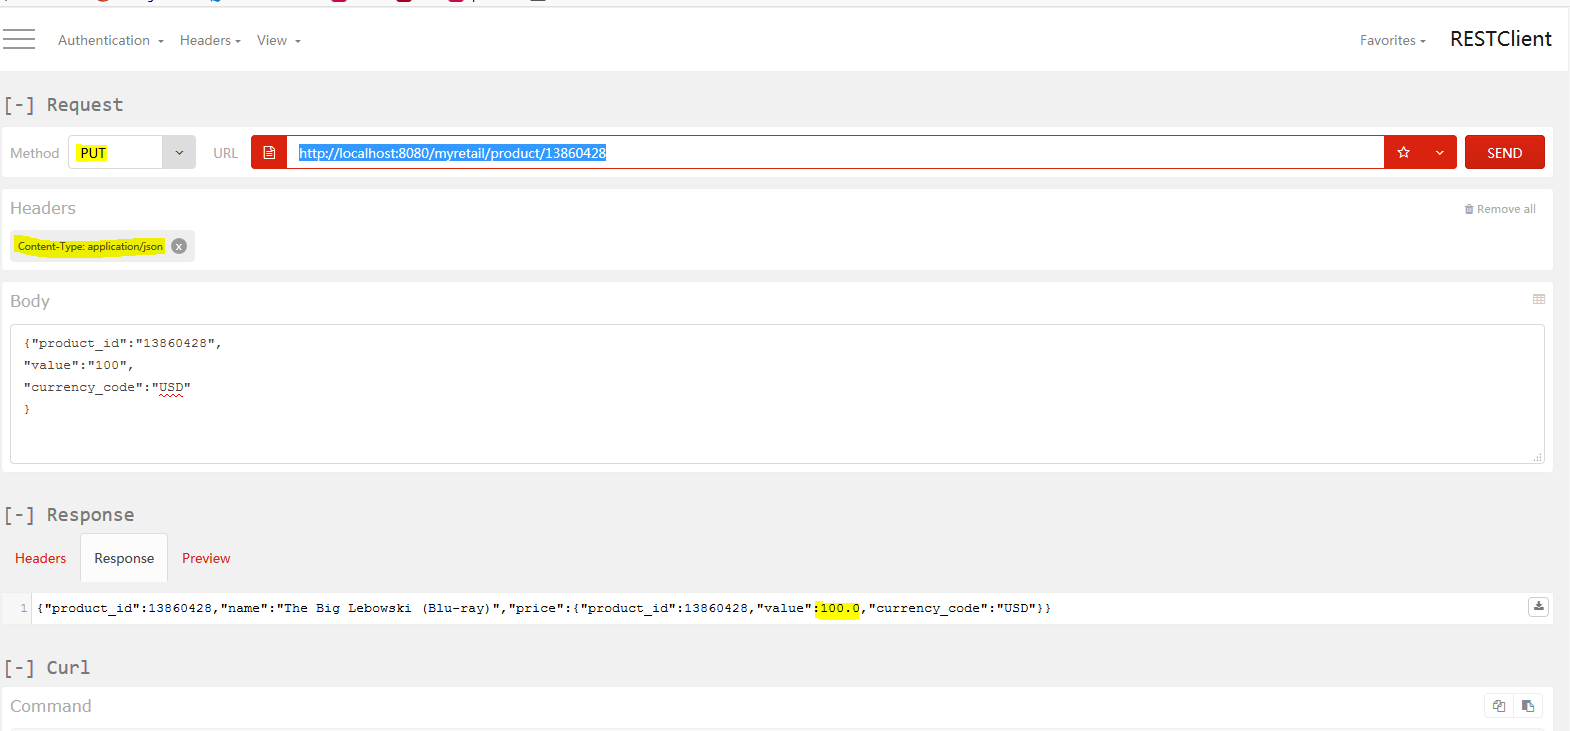 Authentication Headers View Favorites RESTClient
[-] Request
Method PUT URL http://localhost:8080/myretail/product/13860428 SEND
Headers Remove all
Content-Type: application/json x
Body
{"product_id":"13860428",
"value":"100",
"currency_code":"USD"
}
[-] Response
Headers Response Preview
1 {"product_id":13860428,"name":"The Big Lebowski (Blu-ray)","price":{"product_id":13860428,"value":100.0,"currency_code":"USD"}}
[-] Curl
Command